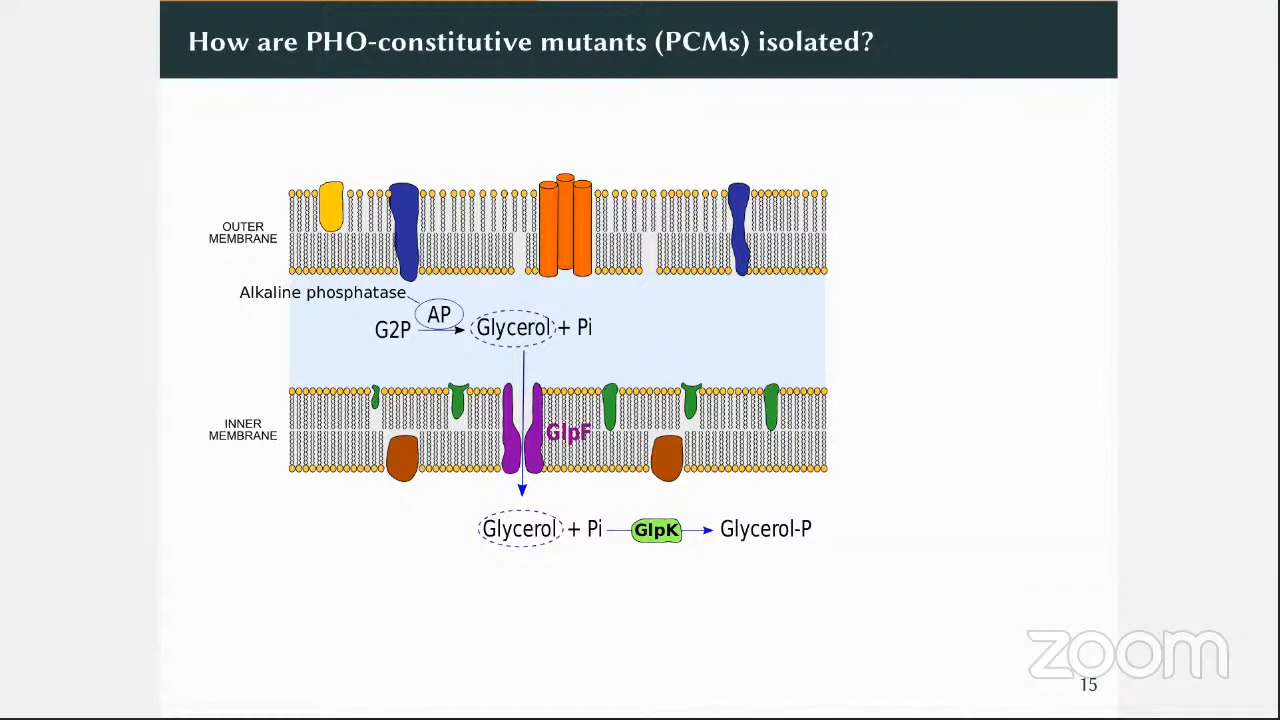 How are PHO-constitutive mutants (PCMs) isolated?
OUTER
MEMBRANE
Alkaline phosphatase
AP
G2P
Glycerol + Pi
INNER
MEMBRANE
GlpF
Glycerol + Pi
GlpK
Glycerol-P
zoom
15